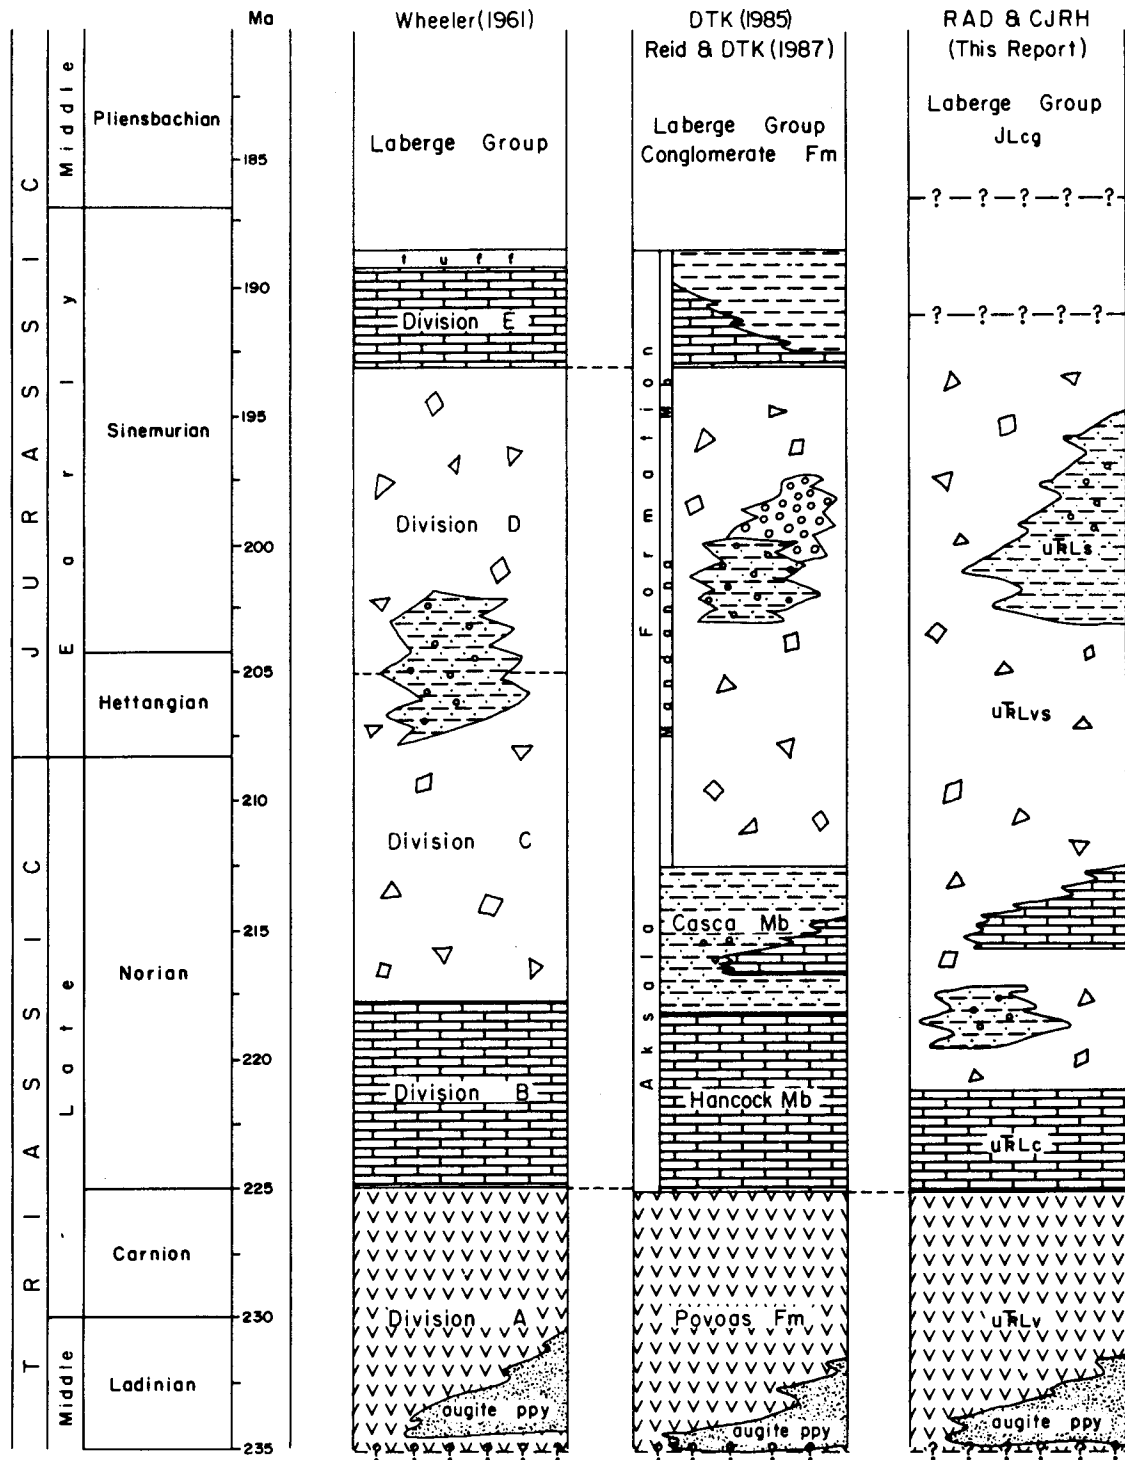 Ma
Wheeler(1961)
DTK(1985)
Reid & DTK(1987)
RAD & CJRH
(This Report)
JURASSIC
TRIASSIC
Middle
Early
Late
Middle
Pliensbachian
Sinemurian
Hettangian
Norian
Carnion
Ladinian
185
190
195
200
205
210
215
220
225
230
235
Laberge Group
tuff
Division E
Division D
Division C
Division B
Division A
augite ppy
Laberge Group
Conglomerate Fm
Aksala Formation
Mandanna Mb
Casca Mb
Hancock Mb
Povoas Fm
augite ppy
Laberge Group
JLcg
? ? ? ? ?
? ? ? ? ?
uTRLs
uTRLvs
uTRLc
uTRLv
augite ppy
? ? ? ? ?